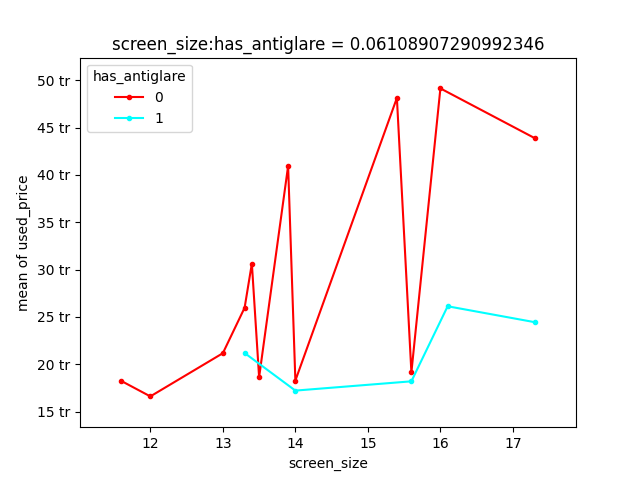 screen_size:has_antiglare = 0.06108907290992346
has_antiglare
0
1
50 tr
45 tr
40 tr
35 tr
30 tr
25 tr
20 tr
15 tr
mean of used_price
12 13 14 15 16 17
screen_size